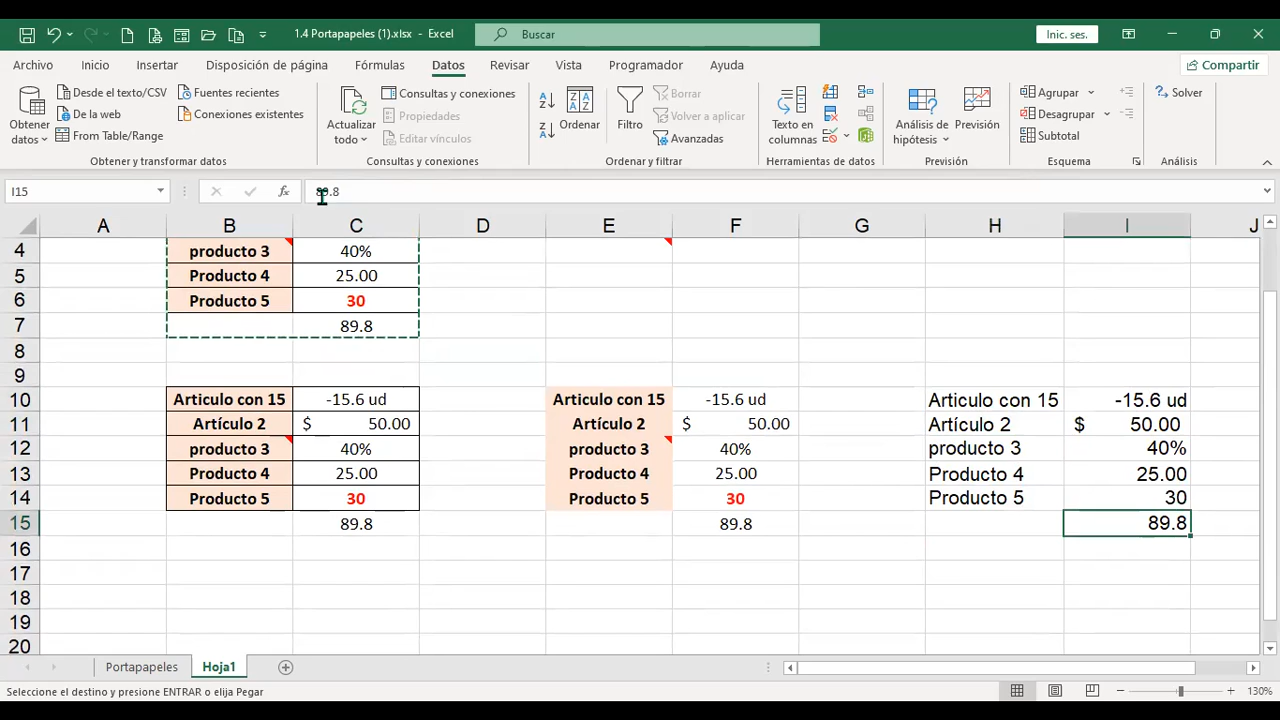 1.4 Portapapeles (1).xlsx - Excel
Buscar
Inic. ses.
Archivo Inicio Insertar Disposición de página Fórmulas Datos Revisar Vista Programador Ayuda
Compartir
Obtener datos
Desde el texto/CSV
De la web
From Table/Range
Fuentes recientes
Conexiones existentes
Obtener y transformar datos
Actualizar todo
Consultas y conexiones
Propiedades
Editar vínculos
Consultas y conexiones
Ordenar
Filtro
Borrar
Volver a aplicar
Avanzadas
Ordenar y filtrar
Texto en columnas
Herramientas de datos
Análisis de hipótesis
Previsión
Previsión
Agrupar
Desagrupar
Subtotal
Esquema
Solver
Análisis
I15 fx 89.8
A B C D E F G H I J
4 producto 3 40%
5 Producto 4 25.00
6 Producto 5 30
7 89.8
8
9
10 Articulo con 15 -15.6 ud Articulo con 15 -15.6 ud Articulo con 15 -15.6 ud
11 Artículo 2 $ 50.00 Artículo 2 $ 50.00 Artículo 2 $ 50.00
12 producto 3 40% producto 3 40% producto 3 40%
13 Producto 4 25.00 Producto 4 25.00 Producto 4 25.00
14 Producto 5 30 Producto 5 30 Producto 5 30
15 89.8 89.8 89.8
16
17
18
19
20
Portapapeles Hoja1
Seleccione el destino y presione ENTRAR o elija Pegar
130%